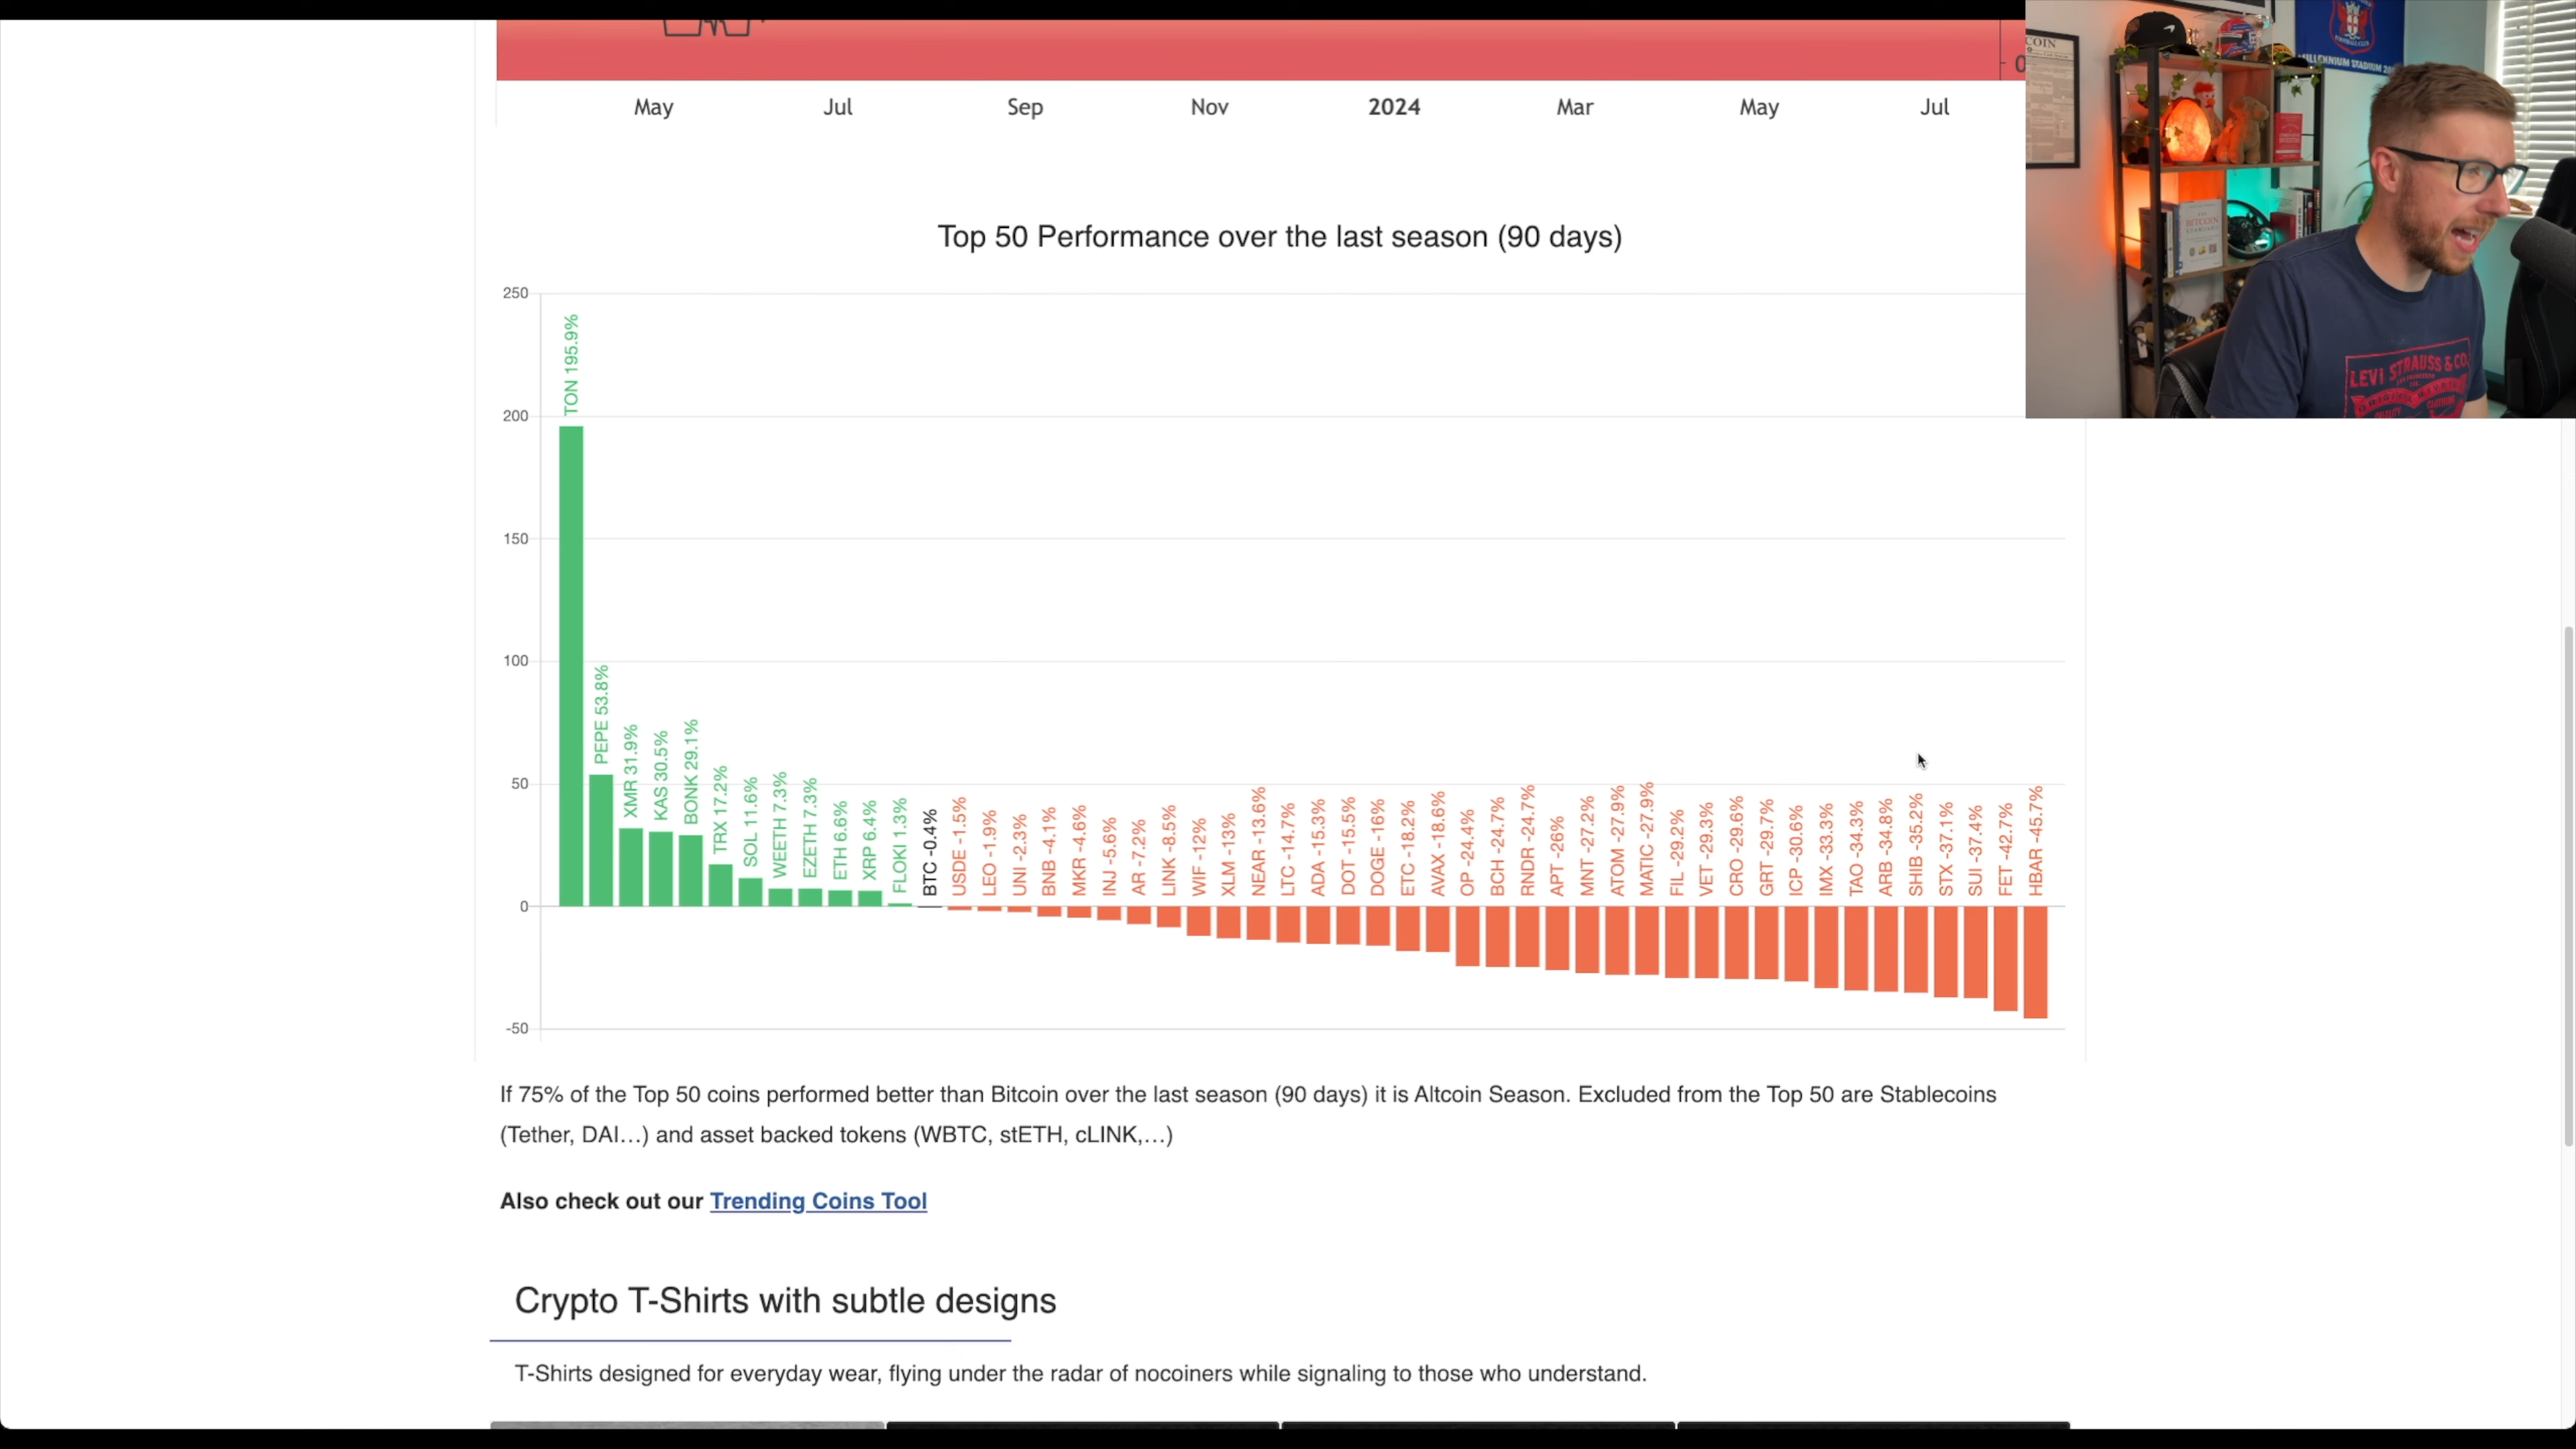 May Jul Sep Nov 2024 Mar May Jul
COIN
MILLENNIUM STADIUM
BITCOIN
LEVI STRAUSS & CO.
QUALITY CLOTHING
Top 50 Performance over the last season (90 days)
250
200
150
100
50
0
-50
TON 195.9%
PEPE 53.8%
XMR 31.9%
KAS 30.5%
BONK 29.1%
TRX 17.2%
SOL 11.6%
WEETH 7.3%
EZETH 7.3%
ETH 6.6%
XRP 6.4%
FLOKI 1.3%
BTC -0.4%
USDE -1.5%
LEO -1.9%
UNI -2.3%
BNB -4.1%
MKR -4.6%
INJ -5.6%
AR -7.2%
LINK -8.5%
WIF -12%
XLM -13%
NEAR -13.6%
LTC -14.7%
ADA -15.3%
DOT -15.5%
DOGE -16%
ETC -18.2%
AVAX -18.6%
OP -24.4%
BCH -24.7%
RNDR -24.7%
APT -26%
MNT -27.2%
ATOM -27.9%
MATIC -27.9%
FIL -29.2%
VET -29.3%
CRO -29.6%
GRT -29.7%
ICP -30.6%
IMX -33.3%
TAO -34.3%
ARB -34.8%
SHIB -35.2%
STX -37.1%
SUI -37.4%
FET -42.7%
HBAR -45.7%
If 75% of the Top 50 coins performed better than Bitcoin over the last season (90 days) it is Altcoin Season. Excluded from the Top 50 are Stablecoins
(Tether, DAI...) and asset backed tokens (WBTC, stETH, cLINK,...)
Also check out our Trending Coins Tool
Crypto T-Shirts with subtle designs
T-Shirts designed for everyday wear, flying under the radar of nocoiners while signaling to those who understand.